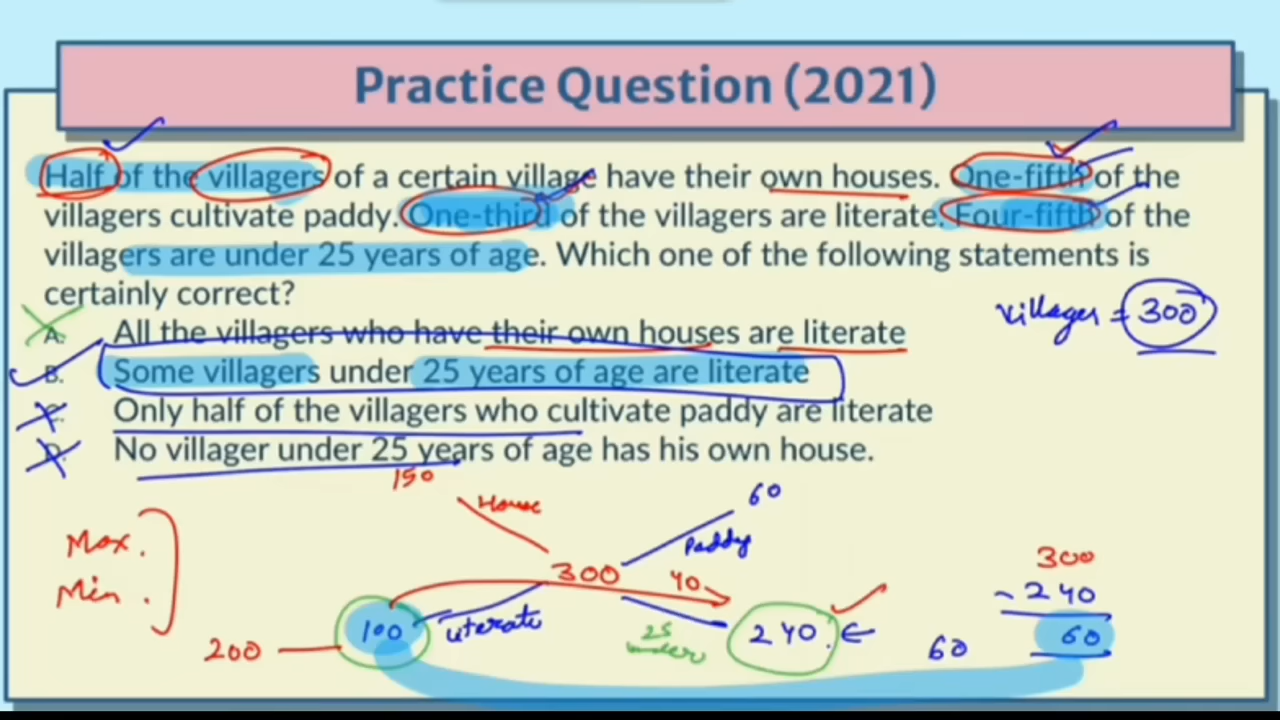 Practice Question (2021)
Half of the villagers of a certain village have their own houses. One-fifth of the
villagers cultivate paddy. One-third of the villagers are literate. Four-fifth of the
villagers are under 25 years of age. Which one of the following statements is
certainly correct?
villages = 300
A. All the villagers who have their own houses are literate
B. Some villagers under 25 years of age are literate
C. Only half of the villagers who cultivate paddy are literate
D. No villager under 25 years of age has his own house.
150
House
60
Paddy
Max.
Min.
300
40
300
- 240
60
200
100
literate
25
under
240
60